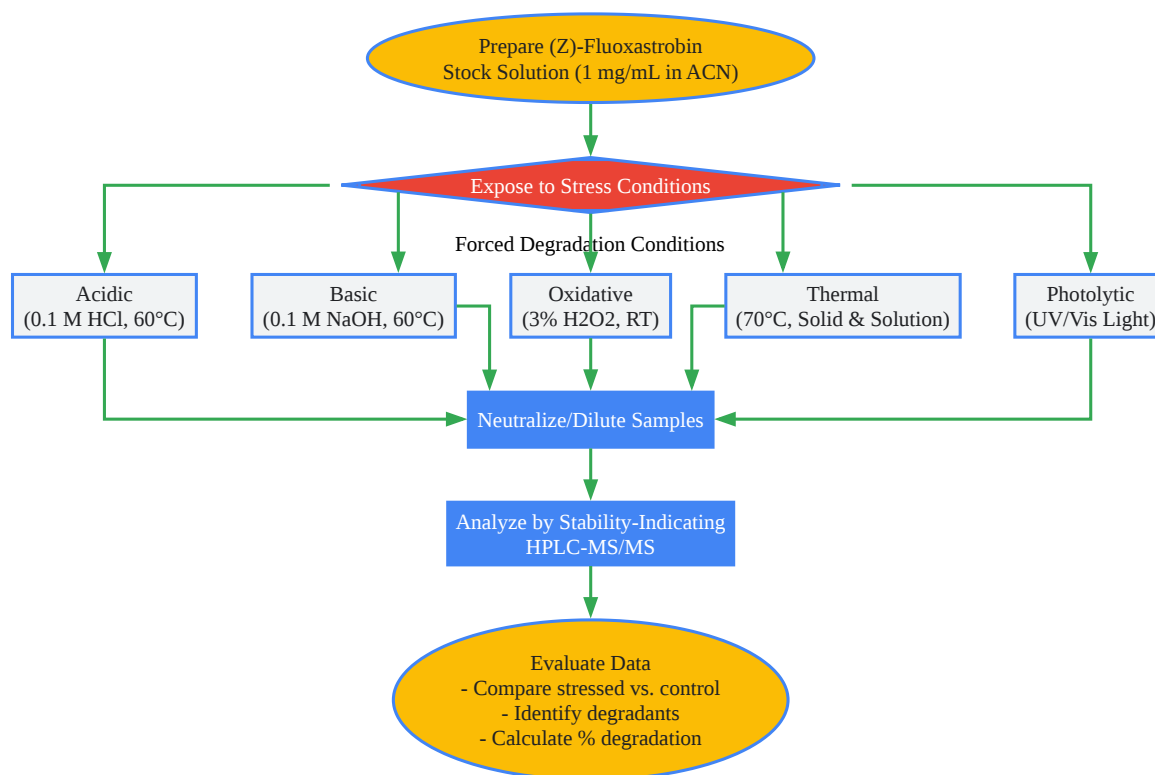 Prepare (Z)-Fluoxastrobin
Stock Solution (1 mg/mL in ACN)
Expose to Stress Conditions
Forced Degradation Conditions
Acidic
(0.1 M HCl, 60°C)
Basic
(0.1 M NaOH, 60°C)
Oxidative
(3% H2O2, RT)
Thermal
(70°C, Solid & Solution)
Photolytic
(UV/Vis Light)
Neutralize/Dilute Samples
Analyze by Stability-Indicating
HPLC-MS/MS
Evaluate Data
- Compare stressed vs. control
- Identify degradants
- Calculate % degradation